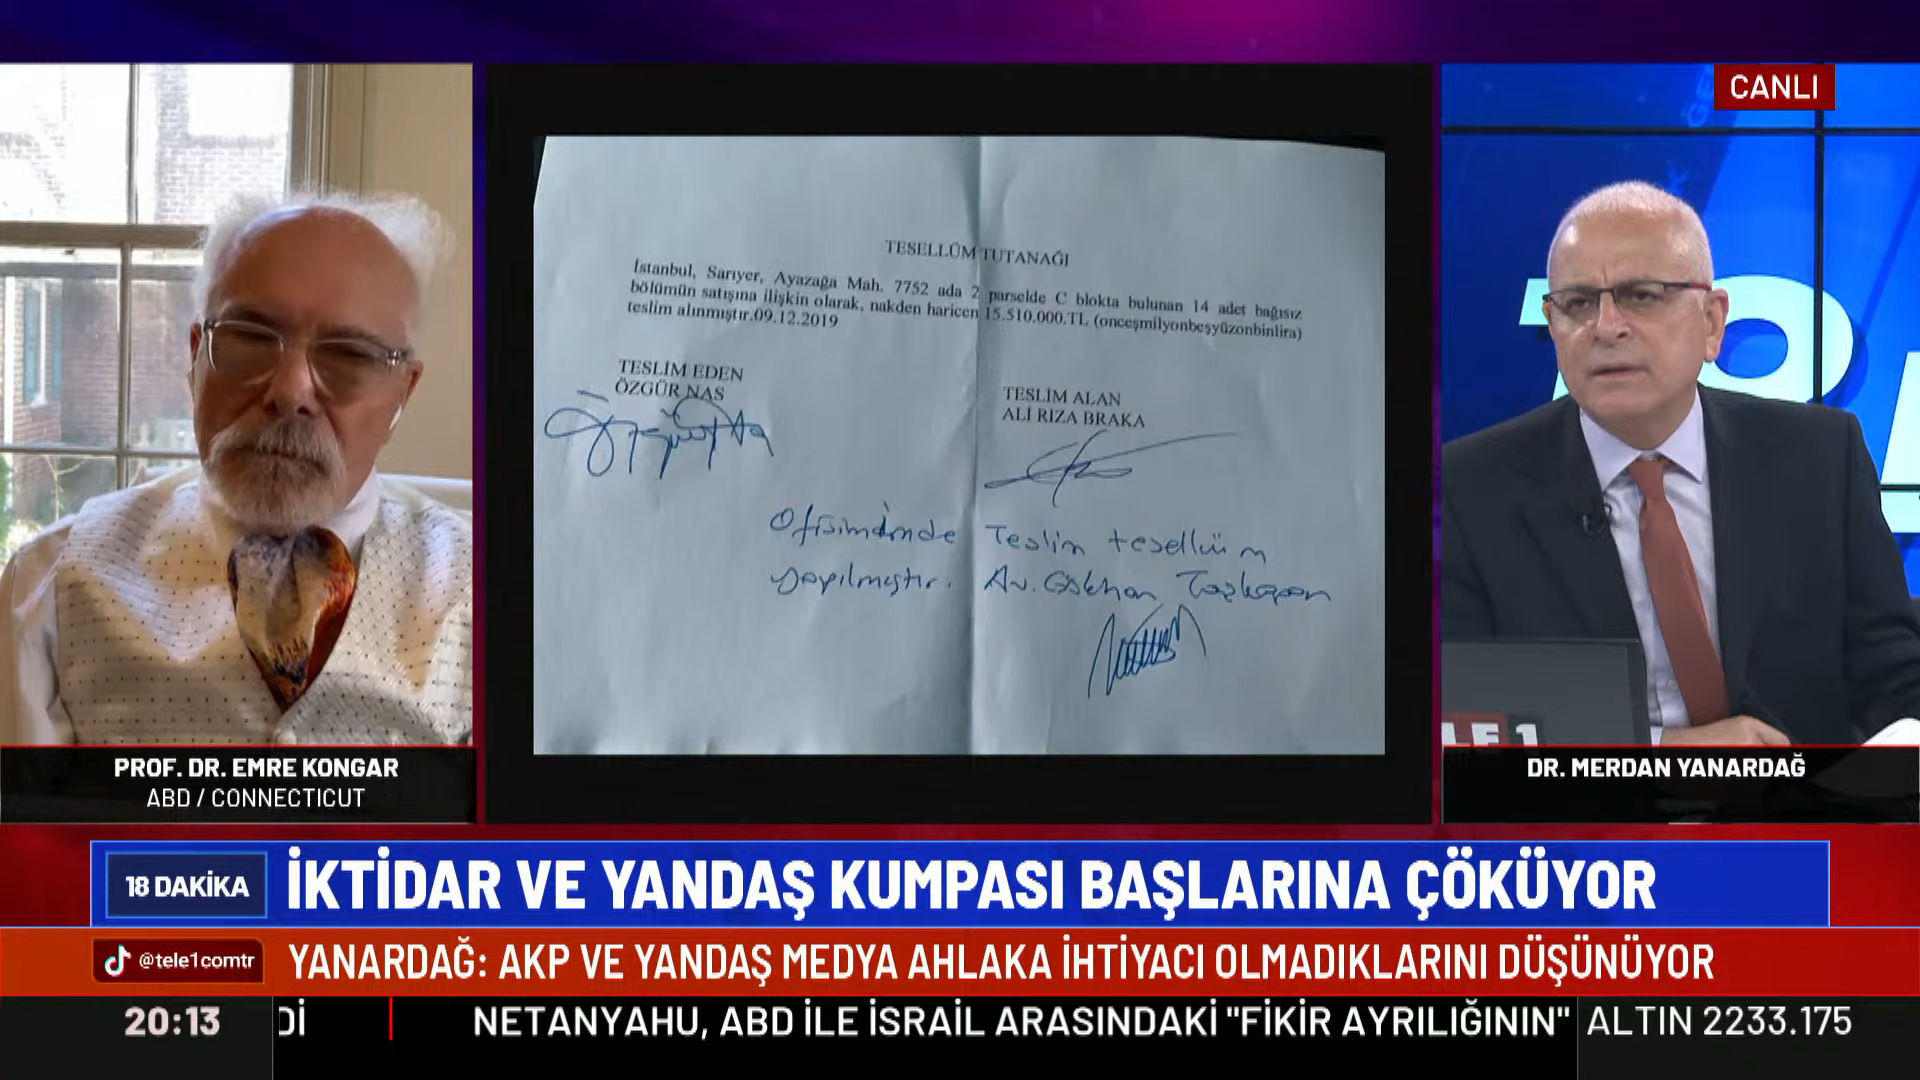 CANLI
TESELLÜM TUTANAĞI
İstanbul, Sarıyer, Ayazağa Mah. 7752 ada 2 parselde C blokta bulunan 14 adet bağısız
bölümün satışına ilişkin olarak, nakden haricen 15.510.000.TL (onceşmilyonbeşyüzonbinlira)
teslim alınmıştır.09.12.2019
TESLİM EDEN
ÖZGÜR NAS
TESLİM ALAN
ALİ RIZA BRAKA
Ofisimimde Teslim tesellüm
yapılmıştır. Av. Gökhan Taşkapan
PROF. DR. EMRE KONGAR
ABD / CONNECTICUT
DR. MERDAN YANARDAĞ
18 DAKİKA
İKTİDAR VE YANDAŞ KUMPASI BAŞLARINA ÇÖKÜYOR
@tele1comtr
YANARDAĞ: AKP VE YANDAŞ MEDYA AHLAKA İHTİYACI OLMADIKLARINI DÜŞÜNÜYOR
20:13
Dİ
NETANYAHU, ABD İLE İSRAİL ARASINDAKİ "FİKİR AYRILIĞININ"
ALTIN 2233.175